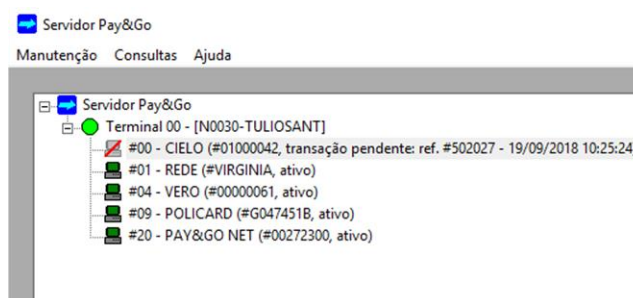 Servidor Pay&Go
Manutenção Consultas Ajuda
Servidor Pay&Go
Terminal 00 - [N0030-TULIOSANT]
#00 - CIELO (#01000042, transação pendente: ref. #502027 - 19/09/2018 10:25:24)
#01 - REDE (#VIRGINIA, ativo)
#04 - VERO (#00000061, ativo)
#09 - POLICARD (#G047451B, ativo)
#20 - PAY&GO NET (#00272300, ativo)